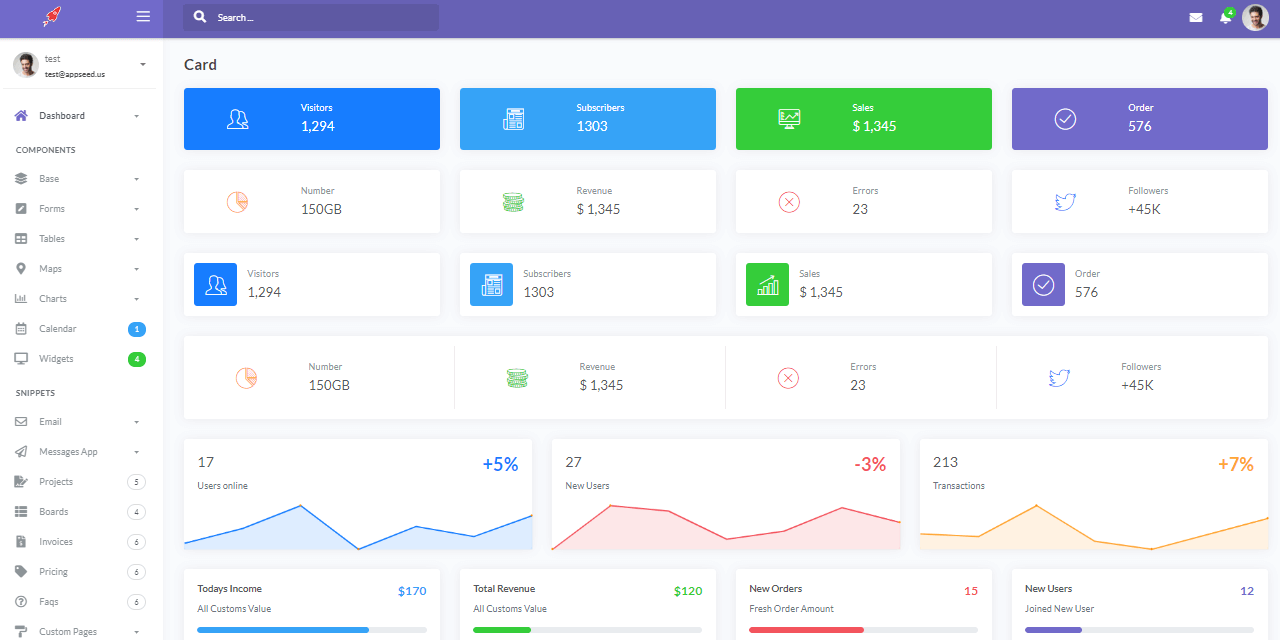 Search...
4
test
test@appseed.us
Dashboard
COMPONENTS
Base
Forms
Tables
Maps
Charts
Calendar
1
Widgets
4
SNIPPETS
Email
Messages App
Projects
5
Boards
4
Invoices
6
Pricing
6
Faqs
6
Custom Pages
Card
Visitors
1,294
Subscribers
1303
Sales
$ 1,345
Order
576
Number
150GB
Revenue
$ 1,345
Errors
23
Followers
+45K
Visitors
1,294
Subscribers
1303
Sales
$ 1,345
Order
576
Number
150GB
Revenue
$ 1,345
Errors
23
Followers
+45K
17
+5%
Users online
27
-3%
New Users
213
+7%
Transactions
Todays Income
$170
All Customs Value
Total Revenue
$120
All Customs Value
New Orders
15
Fresh Order Amount
New Users
12
Joined New User